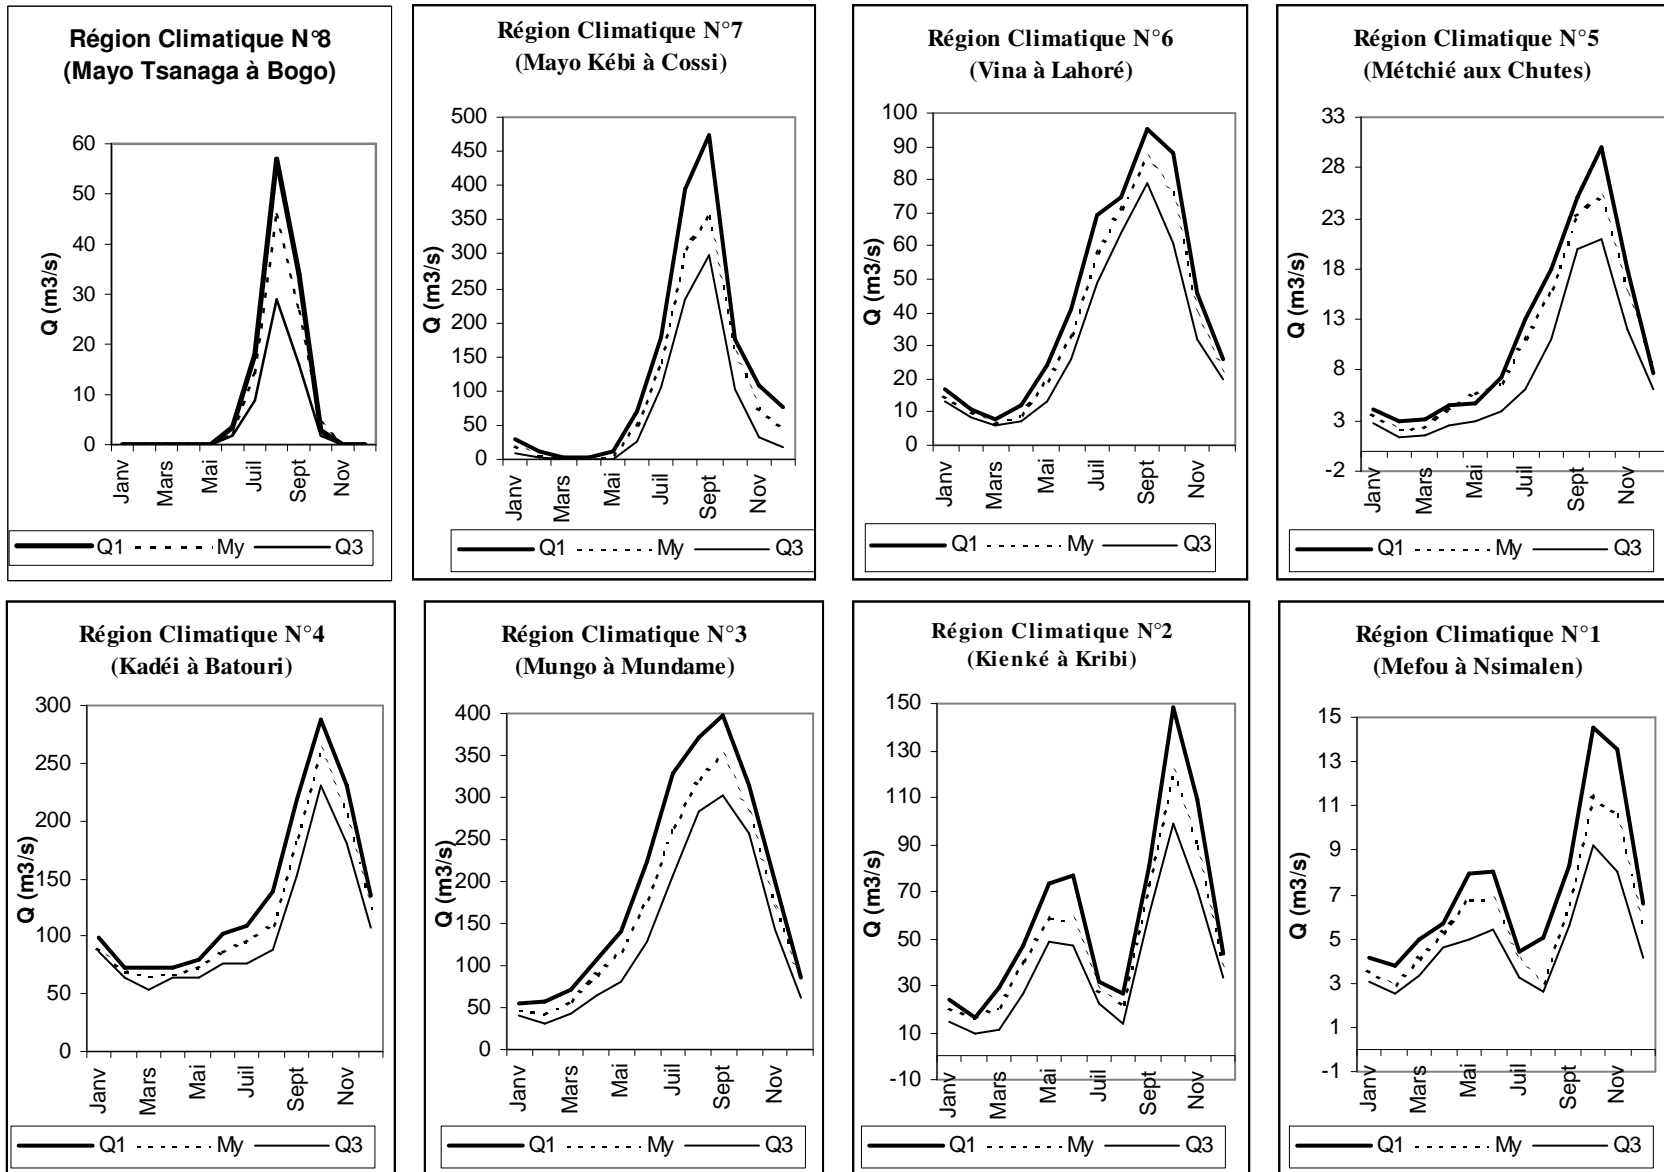 Région Climatique N°8
(Mayo Tsanaga à Bogo)
60
50
40
30
20
10
0
Q (m3/s)
Janv
Mars
Mai
Juil
Sept
Nov
Q1 My Q3
Région Climatique N°7
(Mayo Kébi à Cossi)
500
450
400
350
300
250
200
150
100
50
0
Q (m3/s)
Janv
Mars
Mai
Juil
Sept
Nov
Q1 My Q3
Région Climatique N°6
(Vina à Lahoré)
100
90
80
70
60
50
40
30
20
10
0
Q (m3/s)
Janv
Mars
Mai
Juil
Sept
Nov
Q1 My Q3
Région Climatique N°5
(Métchié aux Chutes)
33
28
23
18
13
8
3
-2
Q (m3/s)
Janv
Mars
Mai
Juil
Sept
Nov
Q1 My Q3
Région Climatique N°4
(Kadéi à Batouri)
300
250
200
150
100
50
0
Q (m3/s)
Janv
Mars
Mai
Juil
Sept
Nov
Q1 My Q3
Région Climatique N°3
(Mungo à Mundame)
400
350
300
250
200
150
100
50
0
Q (m3/s)
Janv
Mars
Mai
Juil
Sept
Nov
Q1 My Q3
Région Climatique N°2
(Kienké à Kribi)
150
130
110
90
70
50
30
10
-10
Q (m3/s)
Janv
Mars
Mai
Juil
Sept
Nov
Q1 My Q3
Région Climatique N°1
(Mefou à Nsimalen)
15
13
11
9
7
5
3
1
-1
Q (m3/s)
Janv
Mars
Mai
Juil
Sept
Nov
Q1 My Q3